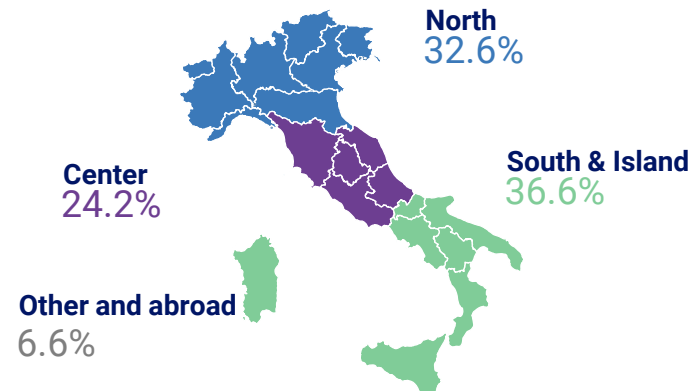 North
32.6%
South & Island
36.6%
Center
24.2%
Other and abroad
6.6%